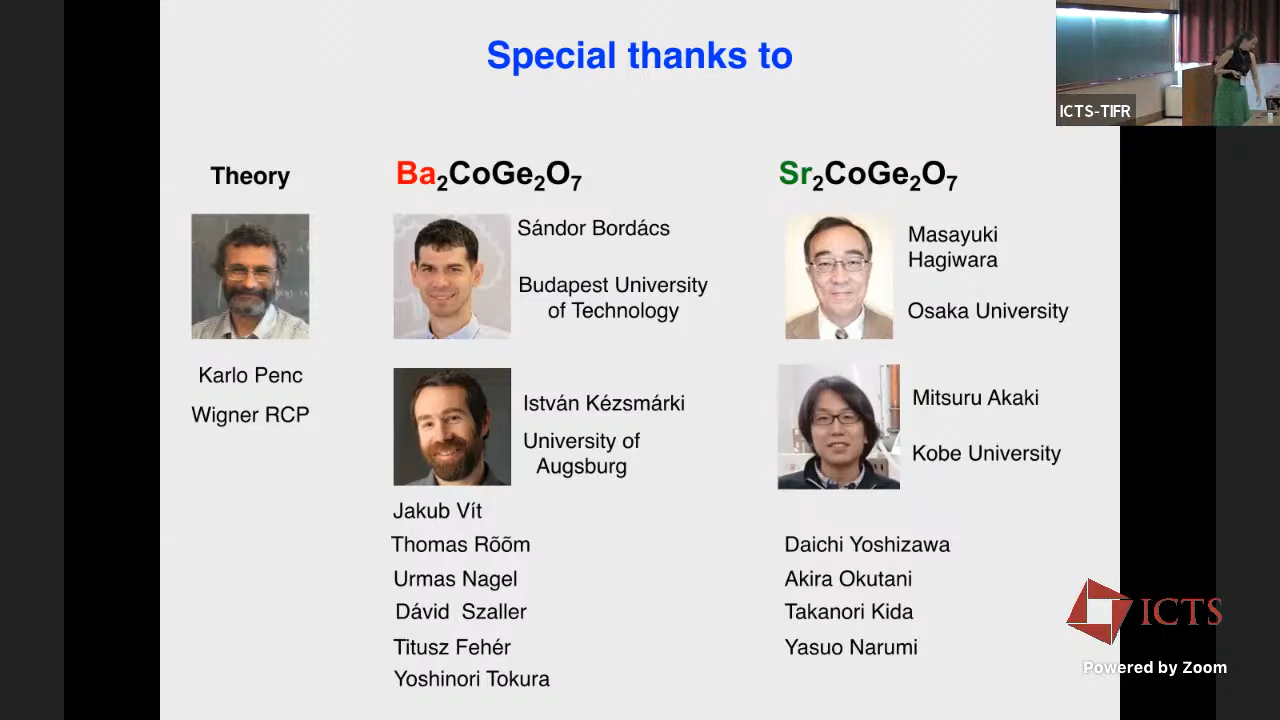 Special thanks to
ICTS-TIFR
Theory
Karlo Penc
Wigner RCP
Ba₂CoGe₂O₇
Sándor Bordács
Budapest University
of Technology
István Kézsmárki
University of
Augsburg
Jakub Vít
Thomas Rõõm
Urmas Nagel
Dávid Szaller
Titusz Fehér
Yoshinori Tokura
Sr₂CoGe₂O₇
Masayuki
Hagiwara
Osaka University
Mitsuru Akaki
Kobe University
Daichi Yoshizawa
Akira Okutani
Takanori Kida
Yasuo Narumi
ICTS
Powered by Zoom